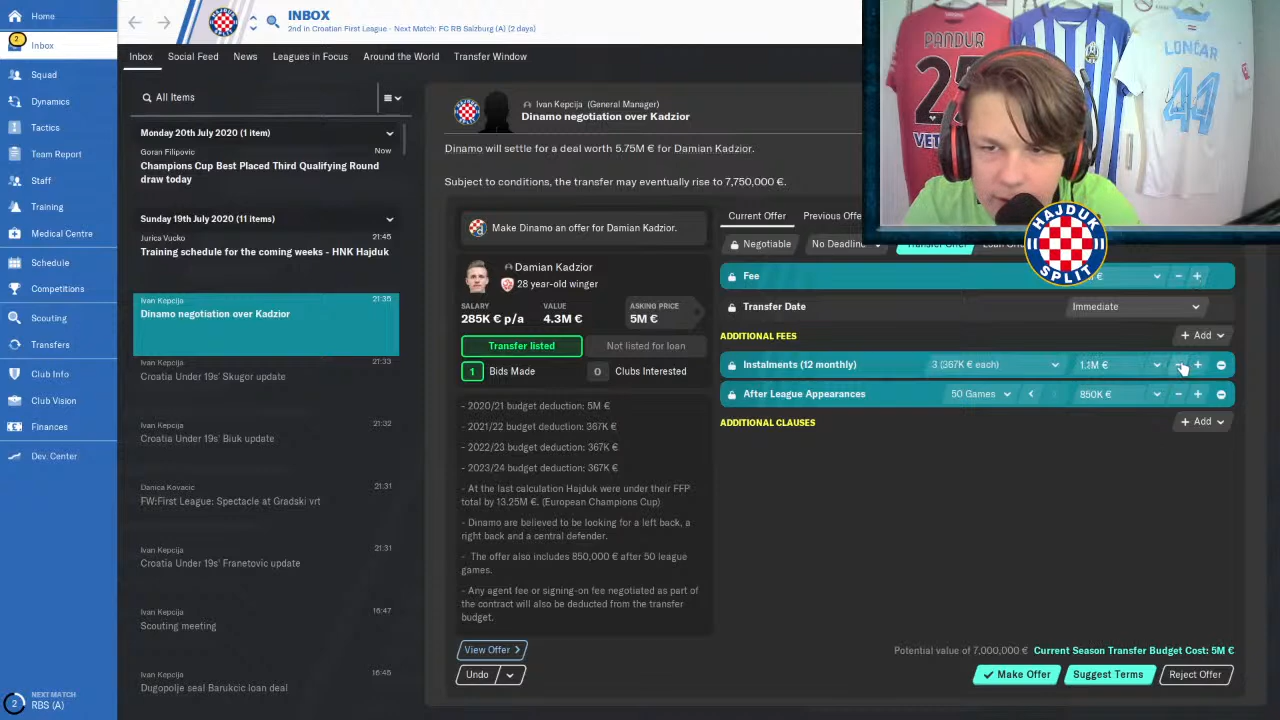 Home
2
Inbox
Squad
Dynamics
Tactics
Team Report
Staff
Training
Medical Centre
Schedule
Competitions
Scouting
Transfers
Club Info
Club Vision
Finances
Dev. Center
2
NEXT MATCH
RBS (A)
INBOX
2nd in Croatian First League - Next Match: FC RB Salzburg (A) (2 days)
Inbox
Social Feed
News
Leagues in Focus
Around the World
Transfer Window
All Items
Monday 20th July 2020 (1 item)
Goran Filipovic
Now
Champions Cup Best Placed Third Qualifying Round
draw today
Sunday 19th July 2020 (11 items)
Jurica Vucko
21:45
Training schedule for the coming weeks - HNK Hajduk
Ivan Kepcija
21:35
Dinamo negotiation over Kadzior
Ivan Kepcija
21:33
Croatia Under 19s' Skugor update
Ivan Kepcija
21:32
Croatia Under 19s' Biuk update
Danica Kovacic
21:31
FW:First League: Spectacle at Gradski vrt
Ivan Kepcija
21:31
Croatia Under 19s' Franetovic update
Ivan Kepcija
16:47
Scouting meeting
Ivan Kepcija
16:45
Dugopolje seal Barukcic loan deal
Ivan Kepcija (General Manager)
Dinamo negotiation over Kadzior
Dinamo will settle for a deal worth 5.75M € for Damian Kadzior.
Subject to conditions, the transfer may eventually rise to 7,750,000 €.
Make Dinamo an offer for Damian Kadzior.
Damian Kadzior
28 year-old winger
SALARY
285K € p/a
VALUE
4.3M €
ASKING PRICE
5M €
Transfer listed
Not listed for loan
1
Bids Made
0
Clubs Interested
- 2020/21 budget deduction: 5M €
- 2021/22 budget deduction: 367K €
- 2022/23 budget deduction: 367K €
- 2023/24 budget deduction: 367K €
- At the last calculation Hajduk were under their FFP
total by 13.25M €. (European Champions Cup)
- Dinamo are believed to be looking for a left back, a
right back and a central defender.
- The offer also includes 850,000 € after 50 league
games.
- Any agent fee or signing-on fee negotiated as part of
the contract will also be deducted from the transfer
budget.
View Offer
Undo
Current Offer
Previous Offe
Negotiable
No Deadline
Transfer Offer
Fee
€
Transfer Date
Immediate
ADDITIONAL FEES
+ Add
Instalments (12 monthly)
3 (367K € each)
After League Appearances
50 Games
850K €
ADDITIONAL CLAUSES
+ Add
Potential value of 7,000,000 €
Current Season Transfer Budget Cost: 5M €
Make Offer
Suggest Terms
Reject Offer
PANDUR
25
LONČAR
44
HAJDUK
SPLIT